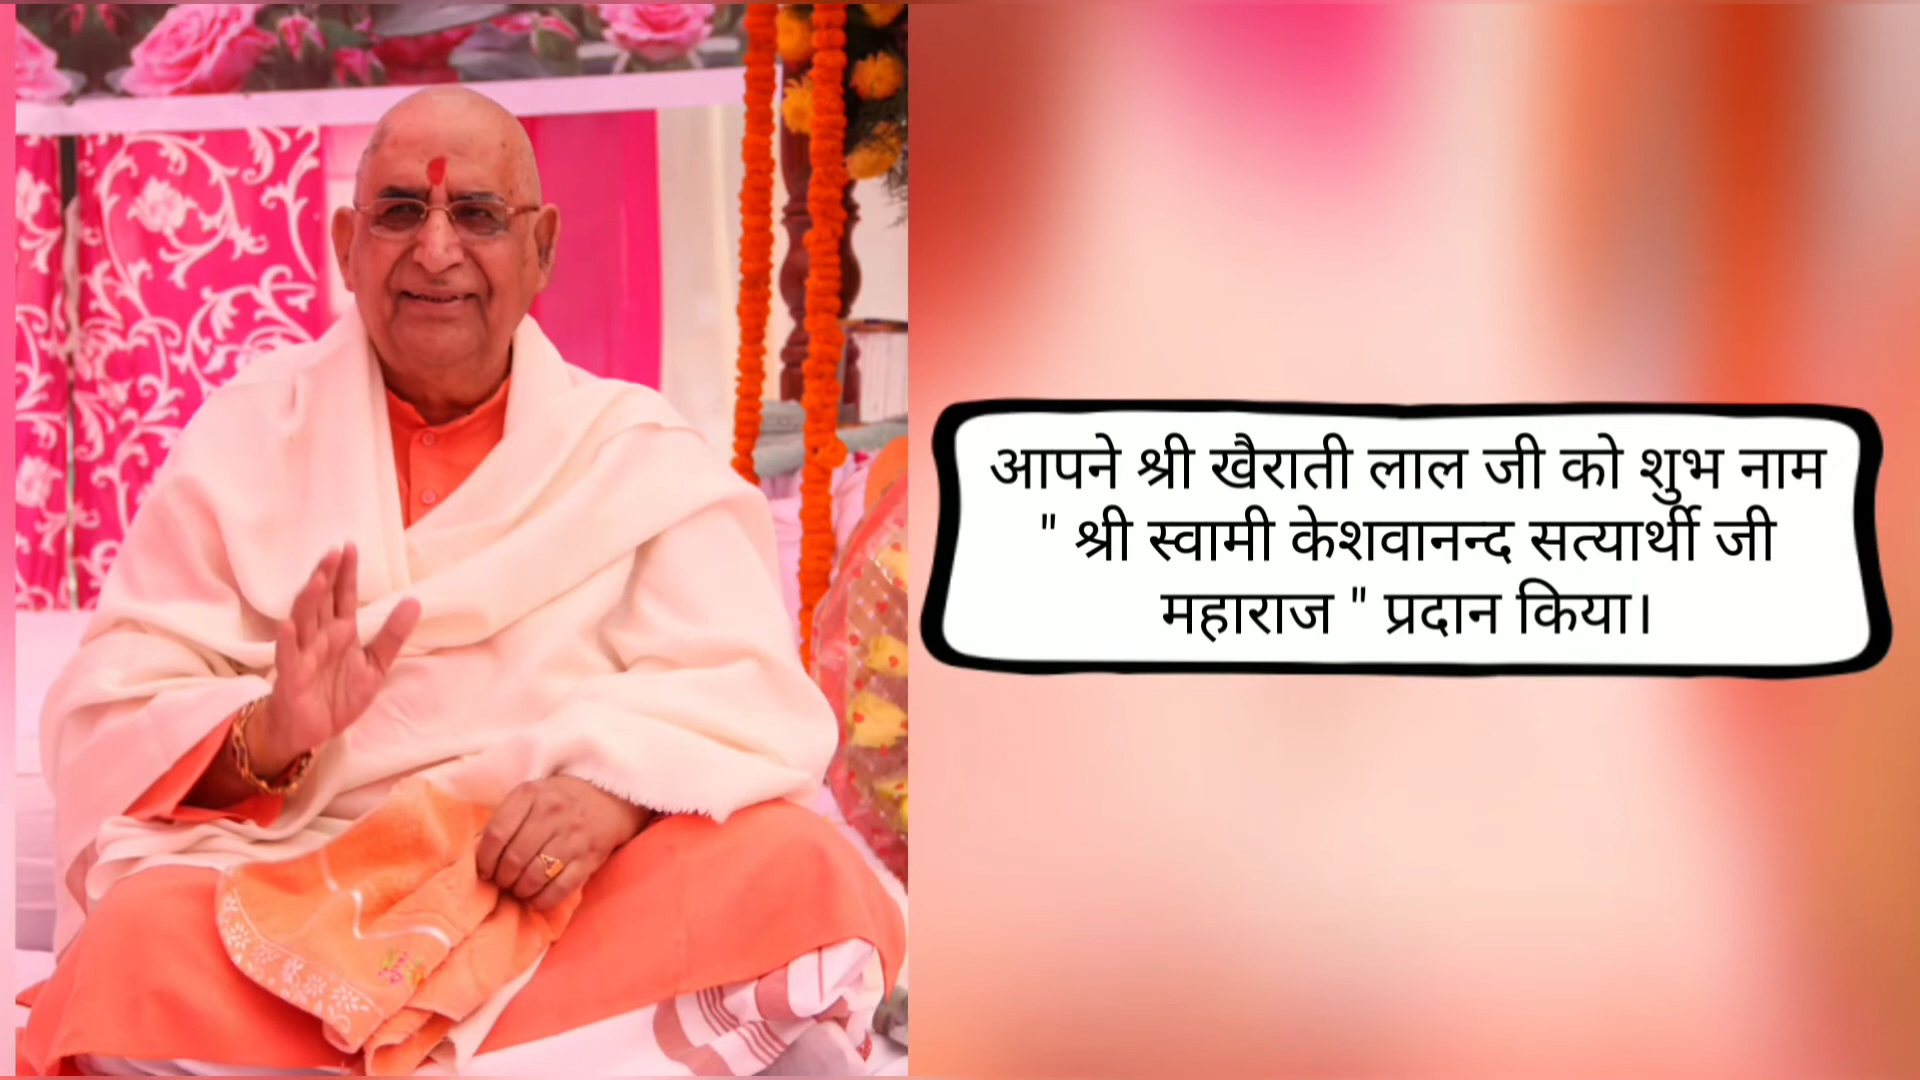 आपने श्री खैराती लाल जी को शुभ नाम
" श्री स्वामी केशवानन्द सत्यार्थी जी
महाराज " प्रदान किया।